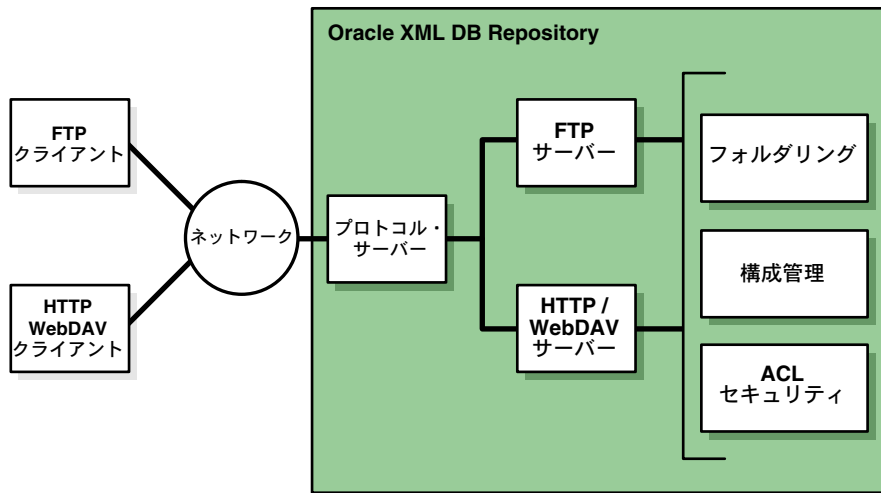 Oracle XML DB Repository
FTP
クライアント
HTTP
WebDAV
クライアント
ネットワーク
プロトコル・
サーバー
FTP
サーバー
HTTP /
WebDAV
サーバー
フォルダリング
構成管理
ACL
セキュリティ